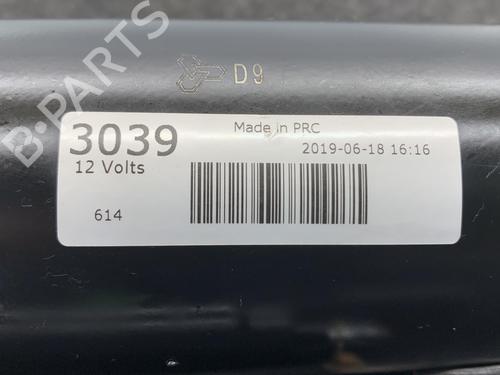 D9
3039
Made in PRC
12 Volts
2019-06-18 16:16
614
B-PARTS